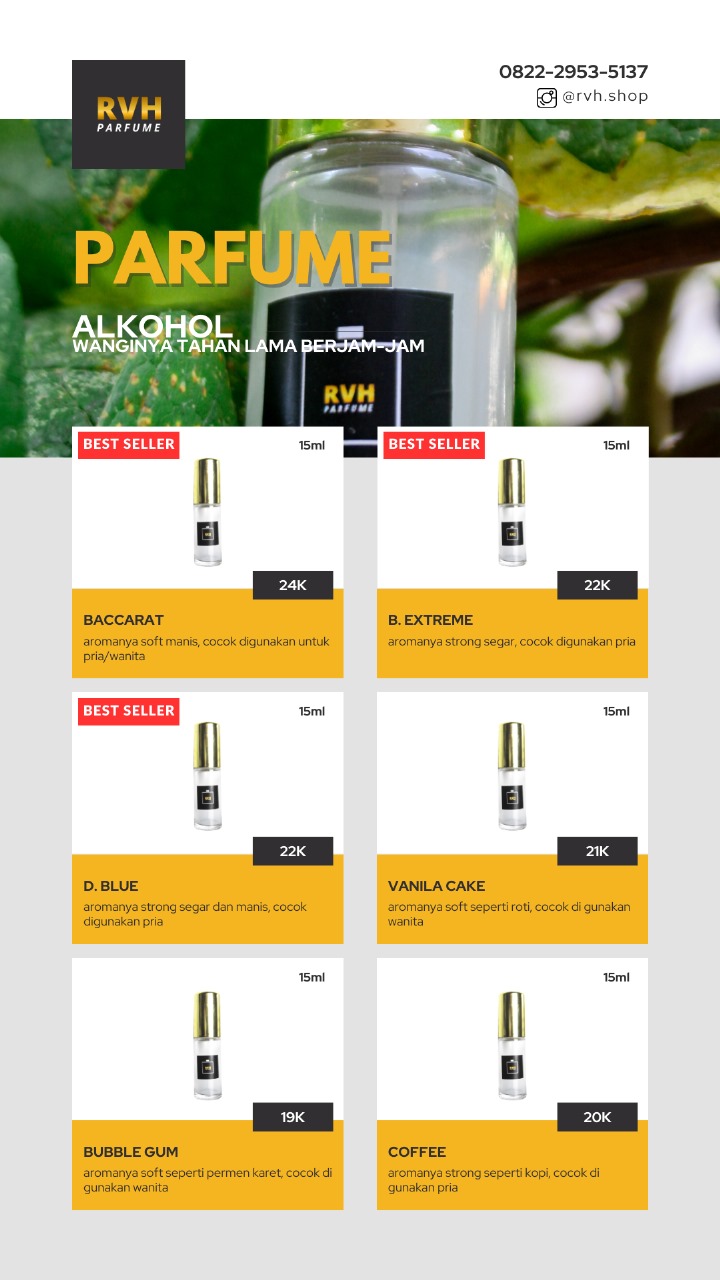 RVH
PARFUME
0822-2953-5137
@rvh.shop
PARFUME
ALKOHOL
WANGINYA TAHAN LAMA BERJAM-JAM
RVH
PARFUME
BEST SELLER
15ml
24K
BACCARAT
aromanya soft manis, cocok digunakan untuk
pria/wanita
BEST SELLER
15ml
22K
B. EXTREME
aromanya strong segar, cocok digunakan pria
BEST SELLER
15ml
22K
D. BLUE
aromanya strong segar dan manis, cocok
digunakan pria
15ml
21K
VANILA CAKE
aromanya soft seperti roti, cocok di gunakan
wanita
15ml
19K
BUBBLE GUM
aromanya soft seperti permen karet, cocok di
gunakan wanita
15ml
20K
COFFEE
aromanya strong seperti kopi, cocok di
gunakan pria